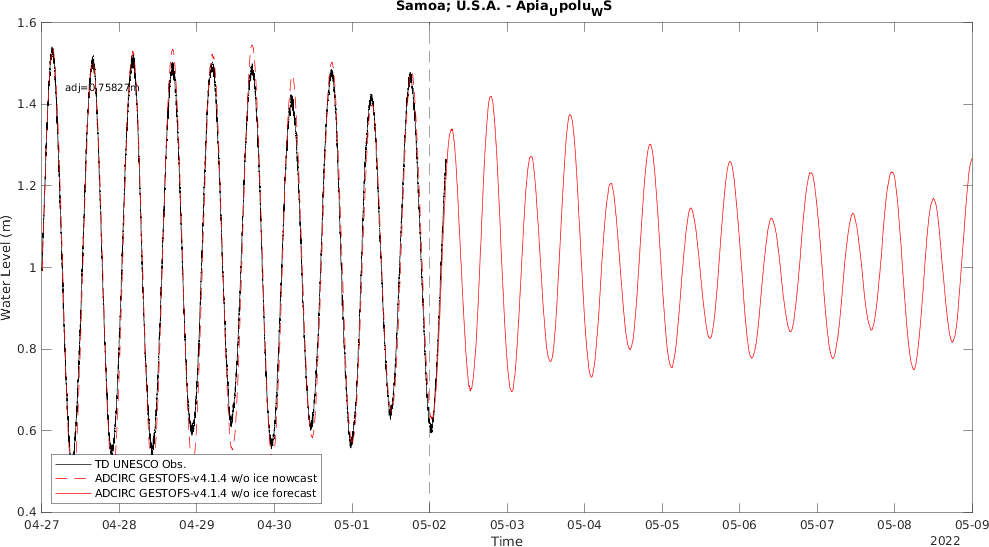 Samoa; U.S.A. - ApiaUpoluWS
1.6
1.4
1.2
1
0.8
0.6
0.4
Water Level (m)
adj=0.75827m
TD UNESCO Obs.
ADCIRC GESTOFS-v4.1.4 w/o ice nowcast
ADCIRC GESTOFS-v4.1.4 w/o ice forecast
04-27 04-28 04-29 04-30 05-01 05-02 05-03 05-04 05-05 05-06 05-07 05-08 05-09
Time
2022